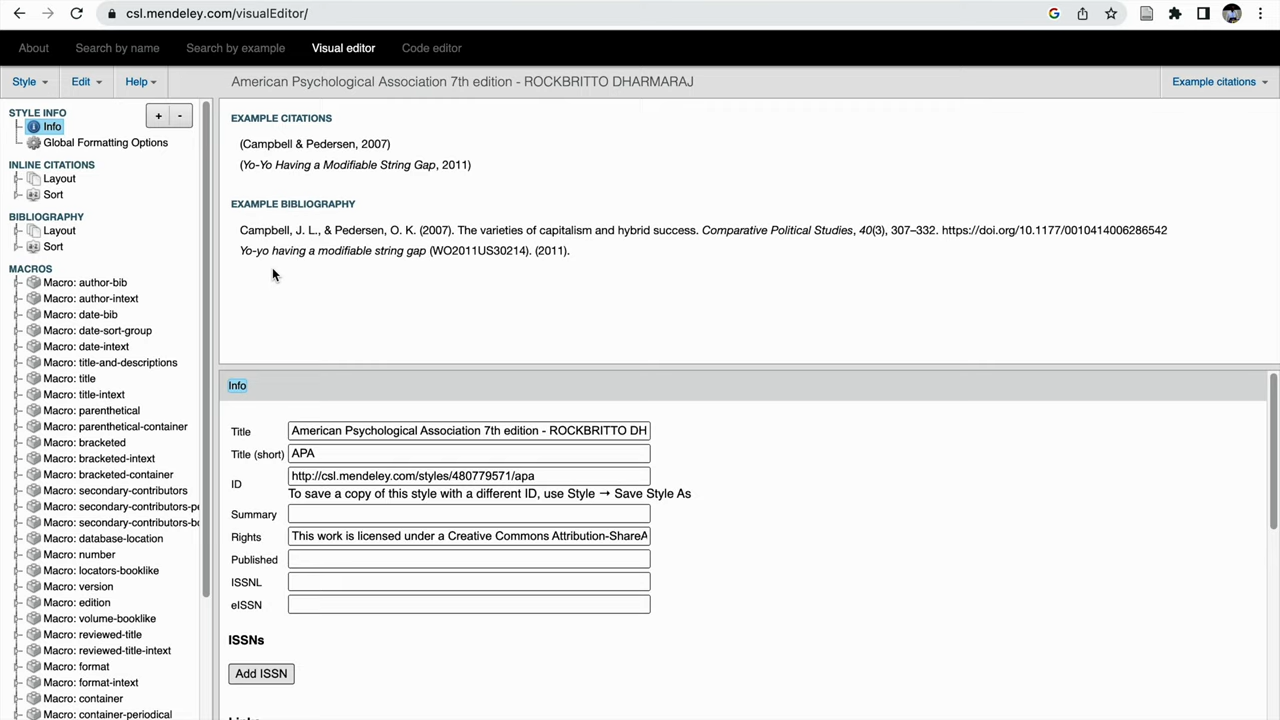 csl.mendeley.com/visualEditor/
About Search by name Search by example Visual editor Code editor
Style Edit Help American Psychological Association 7th edition - ROCKBRITTO DHARMARAJ Example citations
STYLE INFO
+ -
Info
Global Formatting Options
INLINE CITATIONS
Layout
Sort
BIBLIOGRAPHY
Layout
Sort
MACROS
Macro: author-bib
Macro: author-intext
Macro: date-bib
Macro: date-sort-group
Macro: date-intext
Macro: title-and-descriptions
Macro: title
Macro: title-intext
Macro: parenthetical
Macro: parenthetical-container
Macro: bracketed
Macro: bracketed-intext
Macro: bracketed-container
Macro: secondary-contributors
Macro: secondary-contributors-pe
Macro: secondary-contributors-bo
Macro: database-location
Macro: number
Macro: locators-booklike
Macro: version
Macro: edition
Macro: volume-booklike
Macro: reviewed-title
Macro: reviewed-title-intext
Macro: format
Macro: format-intext
Macro: container
Macro: container-periodical
EXAMPLE CITATIONS
(Campbell & Pedersen, 2007)
(Yo-Yo Having a Modifiable String Gap, 2011)
EXAMPLE BIBLIOGRAPHY
Campbell, J. L., & Pedersen, O. K. (2007). The varieties of capitalism and hybrid success. Comparative Political Studies, 40(3), 307–332. https://doi.org/10.1177/0010414006286542
Yo-yo having a modifiable string gap (WO2011US30214). (2011).
Info
Title American Psychological Association 7th edition - ROCKBRITTO DH
Title (short) APA
ID http://csl.mendeley.com/styles/480779571/apa
To save a copy of this style with a different ID, use Style → Save Style As
Summary
Rights This work is licensed under a Creative Commons Attribution-ShareA
Published
ISSNL
eISSN
ISSNs
Add ISSN